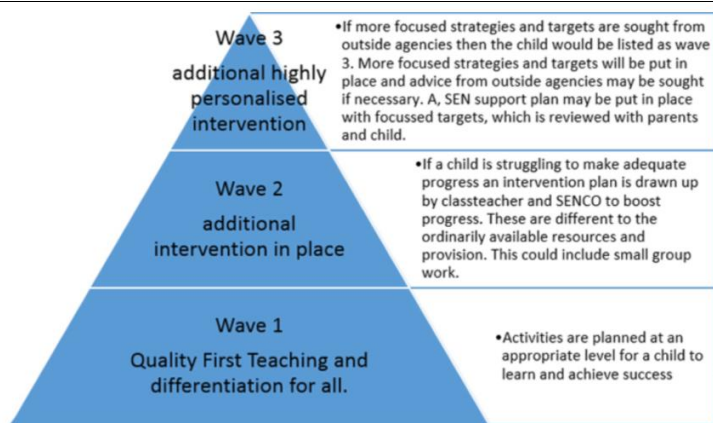 Wave 3
additional highly
personalised
intervention
•If more focused strategies and targets are sought from
outside agencies then the child would be listed as wave
3. More focused strategies and targets will be put in
place and advice from outside agencies may be sought
if necessary. A, SEN support plan may be put in place
with focussed targets, which is reviewed with parents
and child.
Wave 2
additional
intervention in place
•If a child is struggling to make adequate
progress an intervention plan is drawn up
by classteacher and SENCO to boost
progress. These are different to the
ordinarily available resources and
provision. This could include small group
work.
Wave 1
Quality First Teaching and
differentiation for all.
•Activities are planned at an
appropriate level for a child to
learn and achieve success